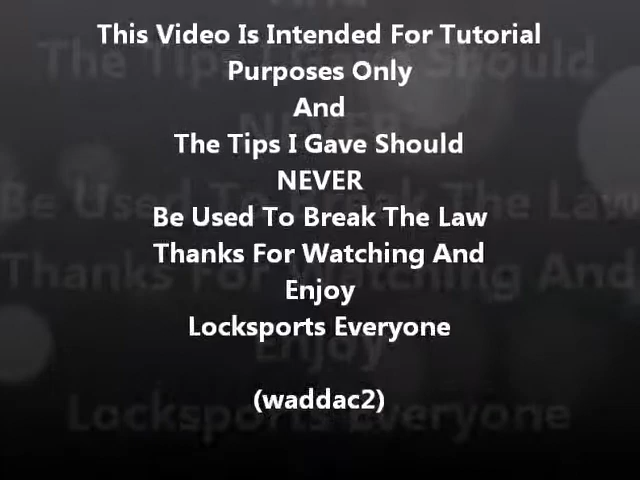 This Video Is Intended For Tutorial
Purposes Only
And
The Tips I Gave Should
NEVER
Be Used To Break The Law
Thanks For Watching And
Enjoy
Locksports Everyone
(waddac2)